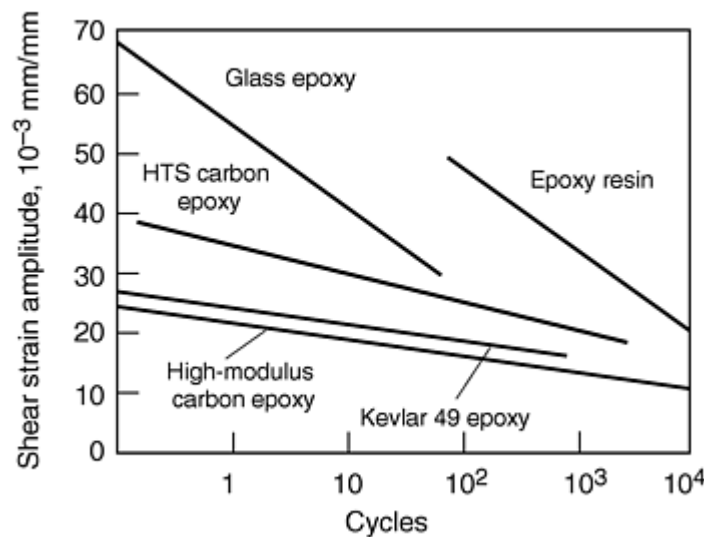 Shear strain amplitude, 10⁻³ mm/mm
70
60
50
40
30
20
10
0
Glass epoxy
HTS carbon
epoxy
Epoxy resin
High-modulus
carbon epoxy
Kevlar 49 epoxy
1
10
10²
10³
10⁴
Cycles